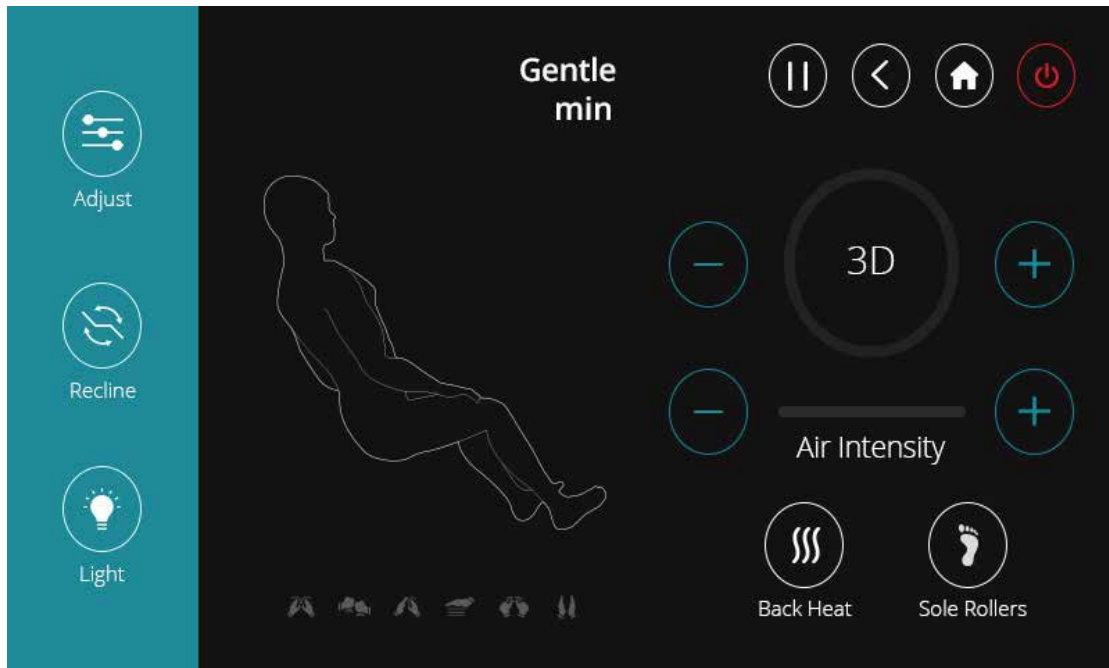 Gentle
min
Adjust
Recline
Light
3D
Air Intensity
Back Heat
Sole Rollers